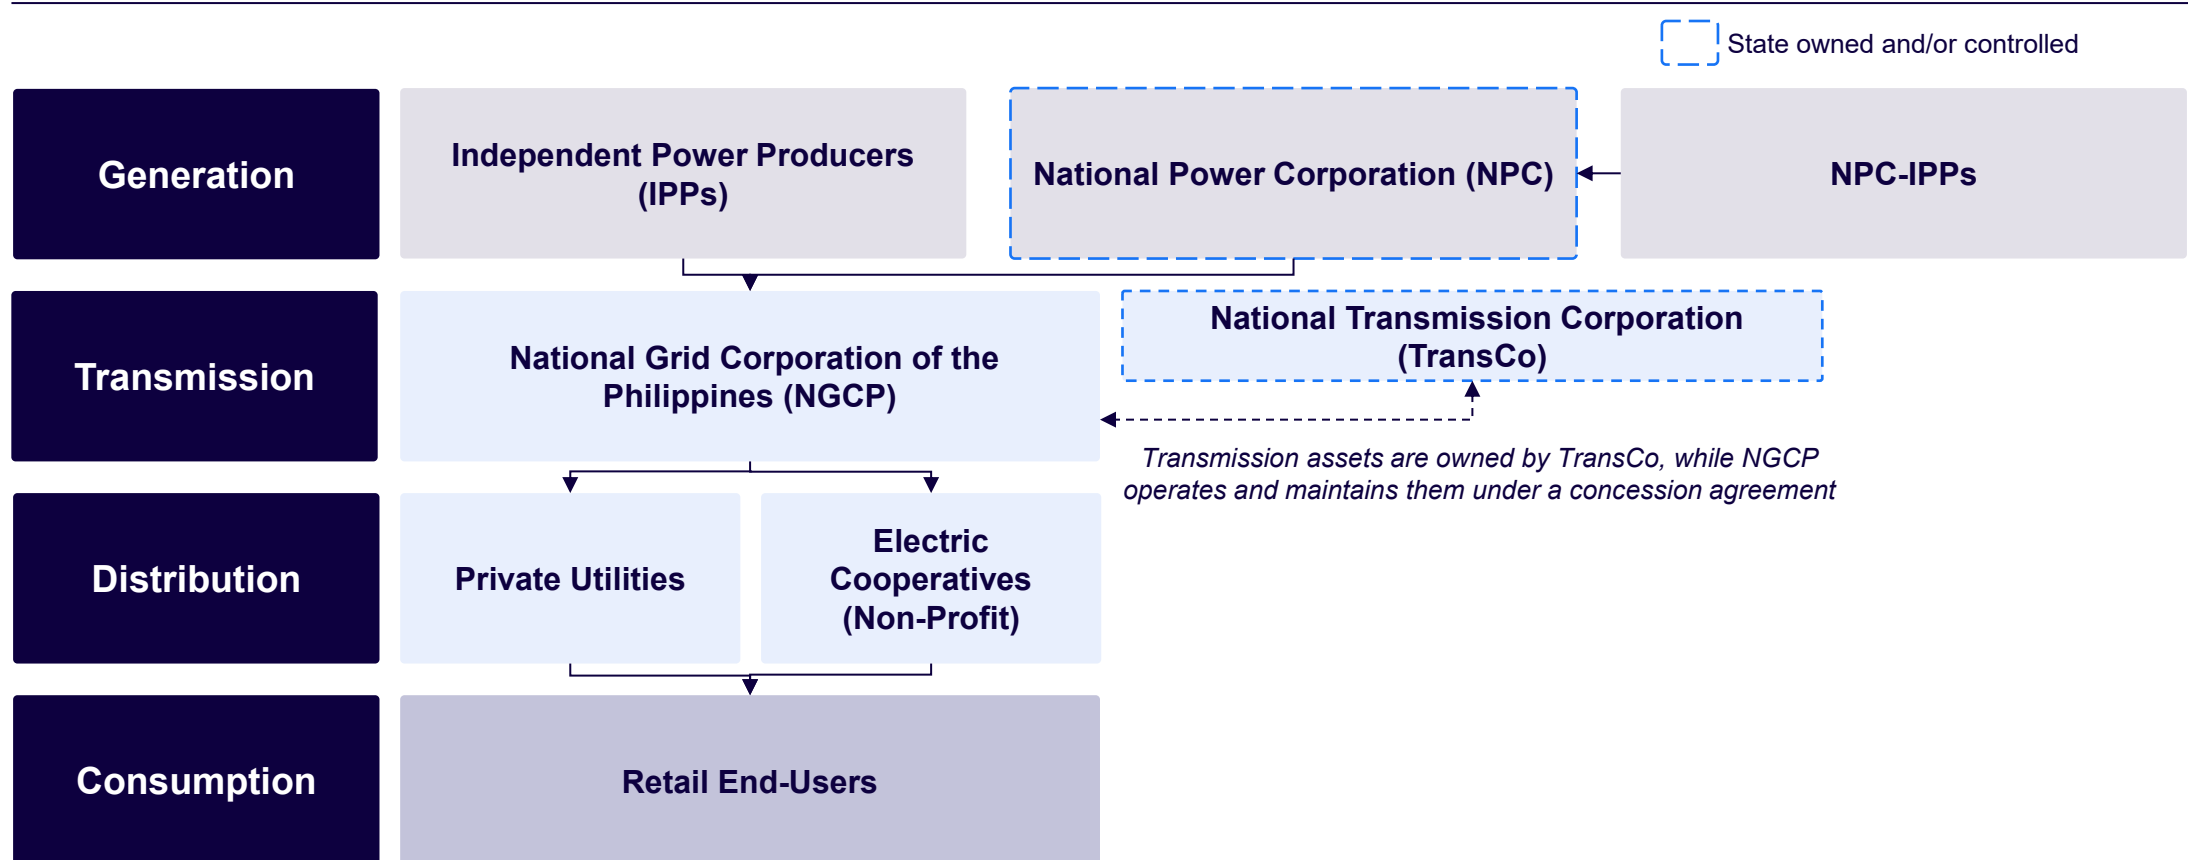 State owned and/or controlled
Generation
Independent Power Producers
(IPPs)
National Power Corporation (NPC)
NPC-IPPs
Transmission
National Grid Corporation of the
Philippines (NGCP)
National Transmission Corporation
(TransCo)
Transmission assets are owned by TransCo, while NGCP
operates and maintains them under a concession agreement
Distribution
Private Utilities
Electric
Cooperatives
(Non-Profit)
Consumption
Retail End-Users